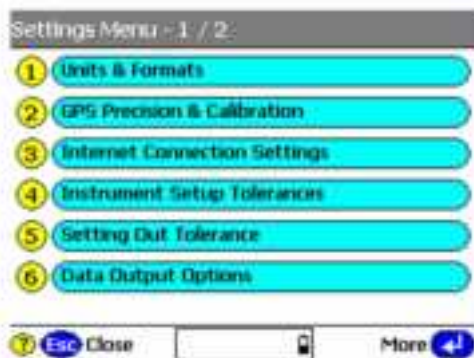 Settings Menu - 1 / 2
1 Units & Formats
2 GPS Precision & Calibration
3 Internet Connection Settings
4 Instrument Setup Tolerances
5 Setting Out Tolerance
6 Data Output Options
? Esc Close More